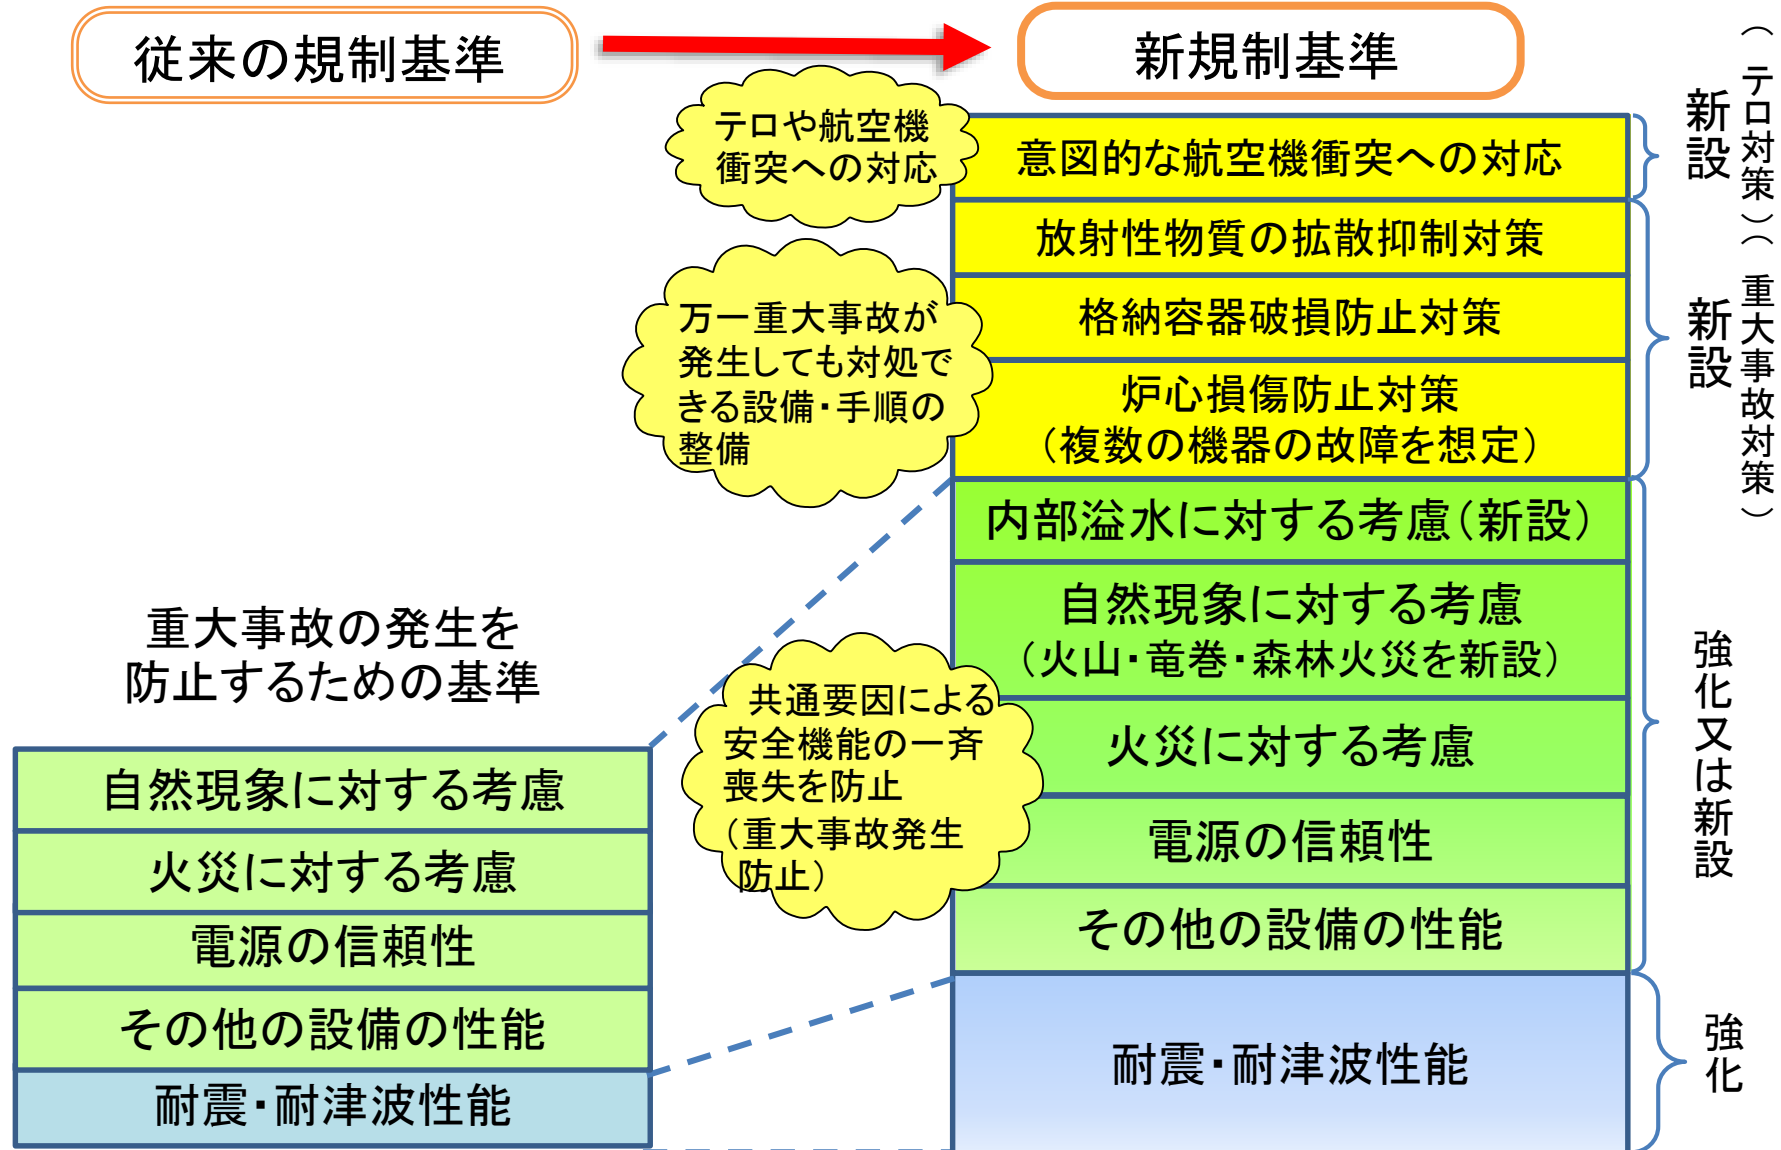 従来の規制基準
新規制基準
テロや航空機
衝突への対応
万一重大事故が
発生しても対処で
きる設備・手順の
整備
共通要因による
安全機能の一斉
喪失を防止
（重大事故発生
防止）
重大事故の発生を
防止するための基準
自然現象に対する考慮
火災に対する考慮
電源の信頼性
その他の設備の性能
耐震・耐津波性能
意図的な航空機衝突への対応
放射性物質の拡散抑制対策
格納容器破損防止対策
炉心損傷防止対策
（複数の機器の故障を想定）
内部溢水に対する考慮（新設）
自然現象に対する考慮
（火山・竜巻・森林火災を新設）
火災に対する考慮
電源の信頼性
その他の設備の性能
耐震・耐津波性能
（テロ対策）
新設
（重大事故対策）
新設
強化又は新設
強化